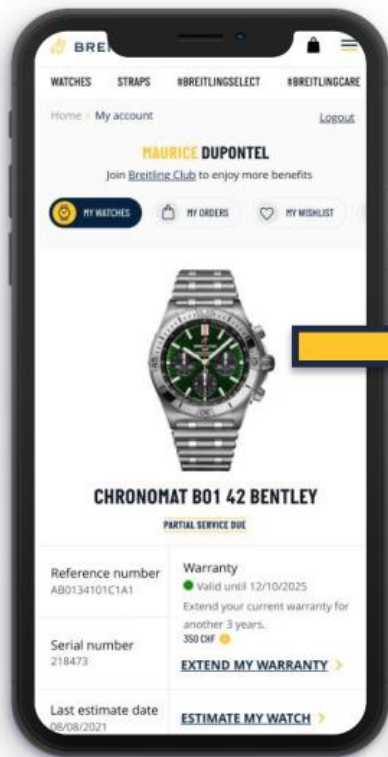 BRE
WATCHES STRAPS #BREITLINGSELECT #BREITLINGCARE
Home > My account
Logout
MAURICE DUPONTEL
Join Breitling Club to enjoy more benefits
MY WATCHES MY ORDERS MY WISHLIST
CHRONOMAT B01 42 BENTLEY
PARTIAL SERVICE DUE
Reference number
AB0134101C1A1
Serial number
218473
Last estimate date
08/08/2021
Warranty
Valid until 12/10/2025
Extend your current warranty for
another 3 years.
350 CHF
EXTEND MY WARRANTY >
ESTIMATE MY WATCH >